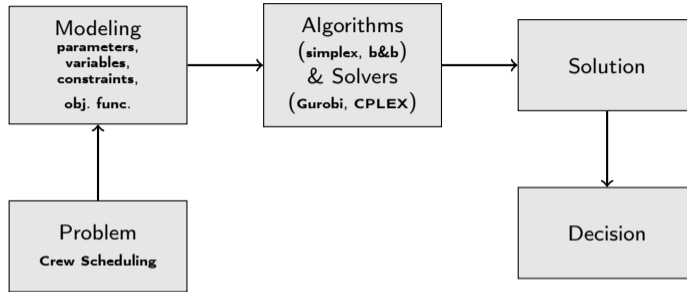 Modeling
parameters,
variables,
constraints,
obj. func.
Algorithms
(simplex, b&b)
& Solvers
(Gurobi, CPLEX)
Solution
Problem
Crew Scheduling
Decision